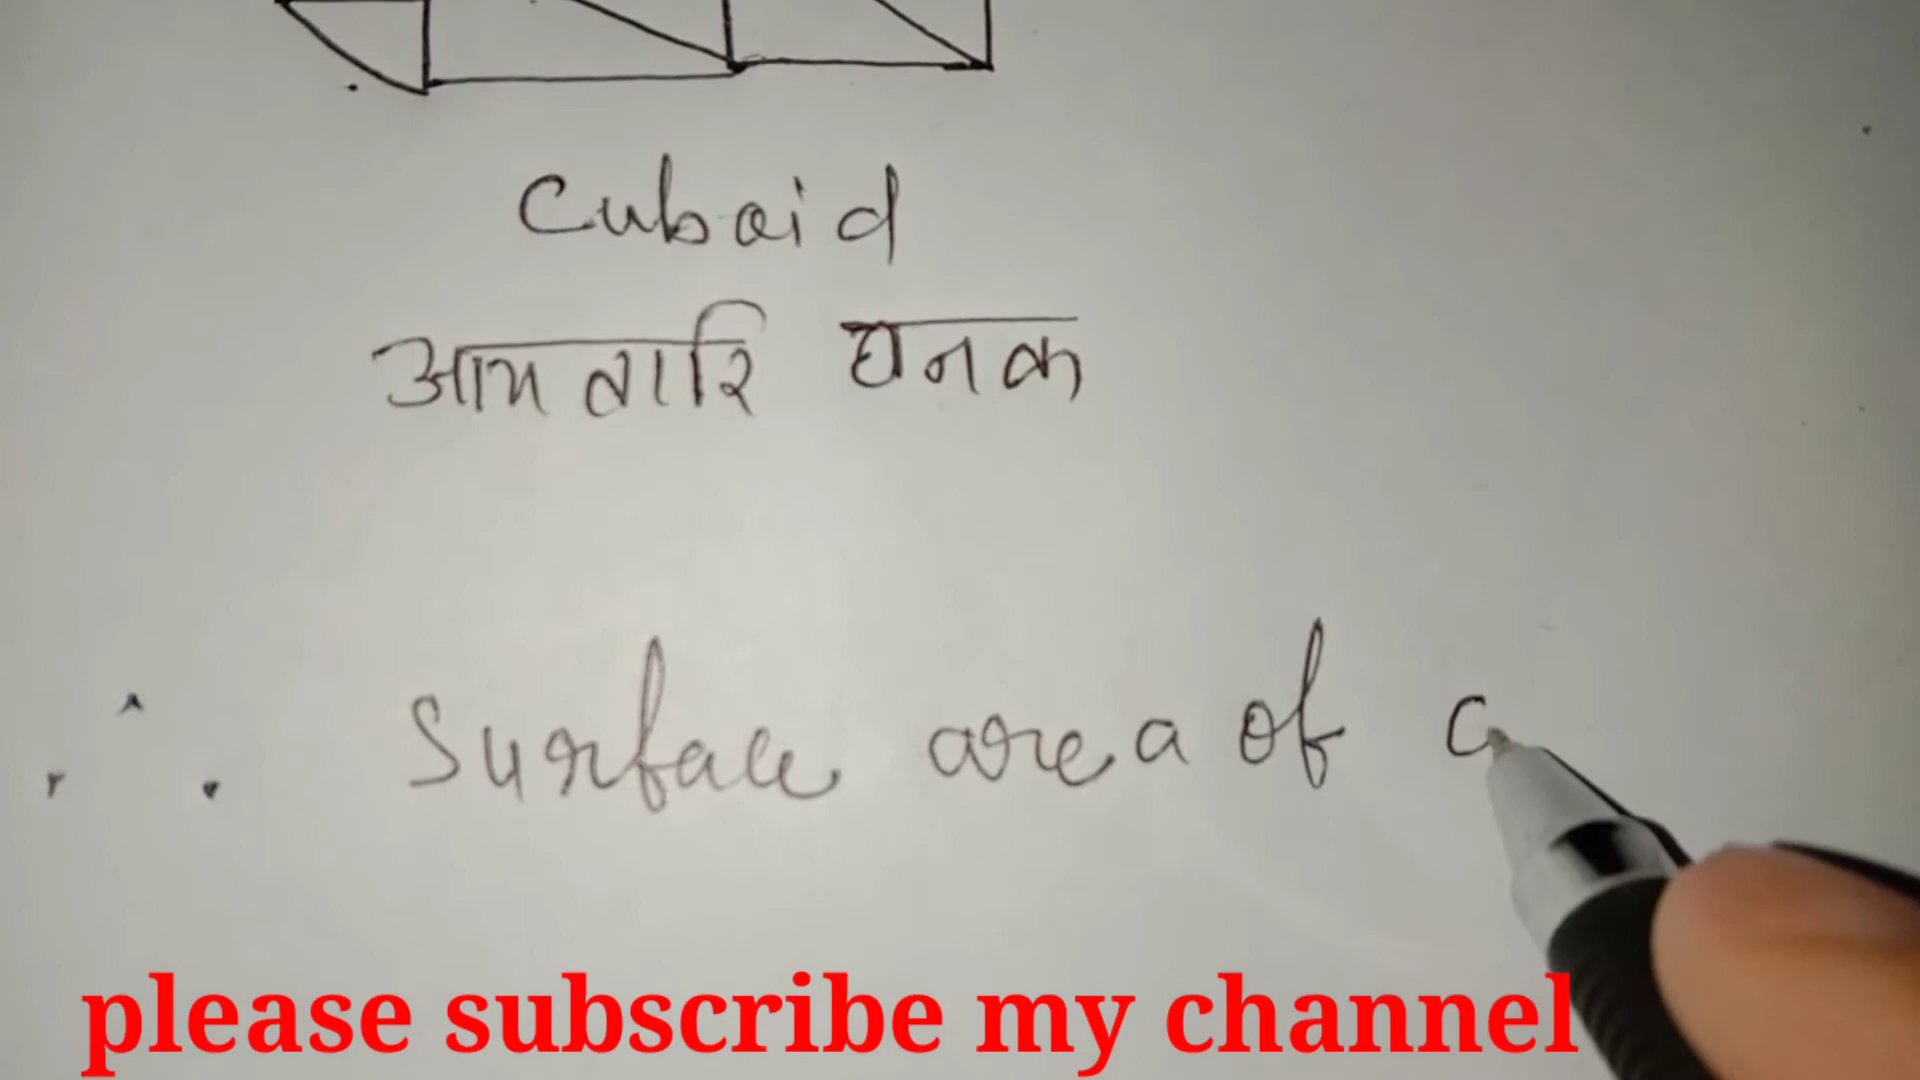 Cuboid
आयतारि घनक
∴ Surface area of c
please subscribe my channel